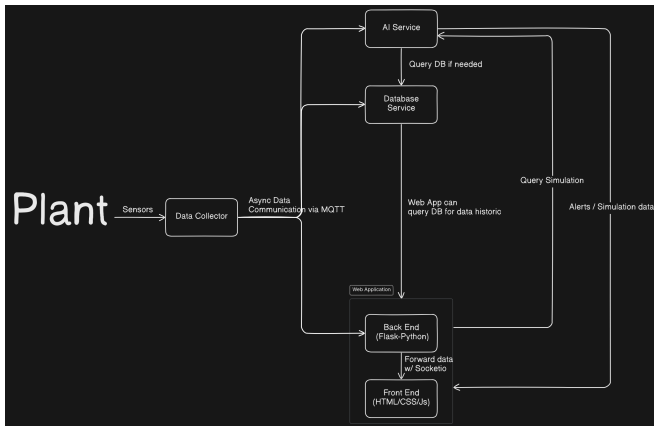 AI Service
Query DB if needed
Database
Service
Plant
Sensors
Data Collector
Async Data
Communication via MQTT
Query Simulation
Web App can
query DB for data historic
Alerts / Simulation data
Web Application
Back End
(Flask-Python)
Forward data
w/ Socketio
Front End
(HTML/CSS/Js)